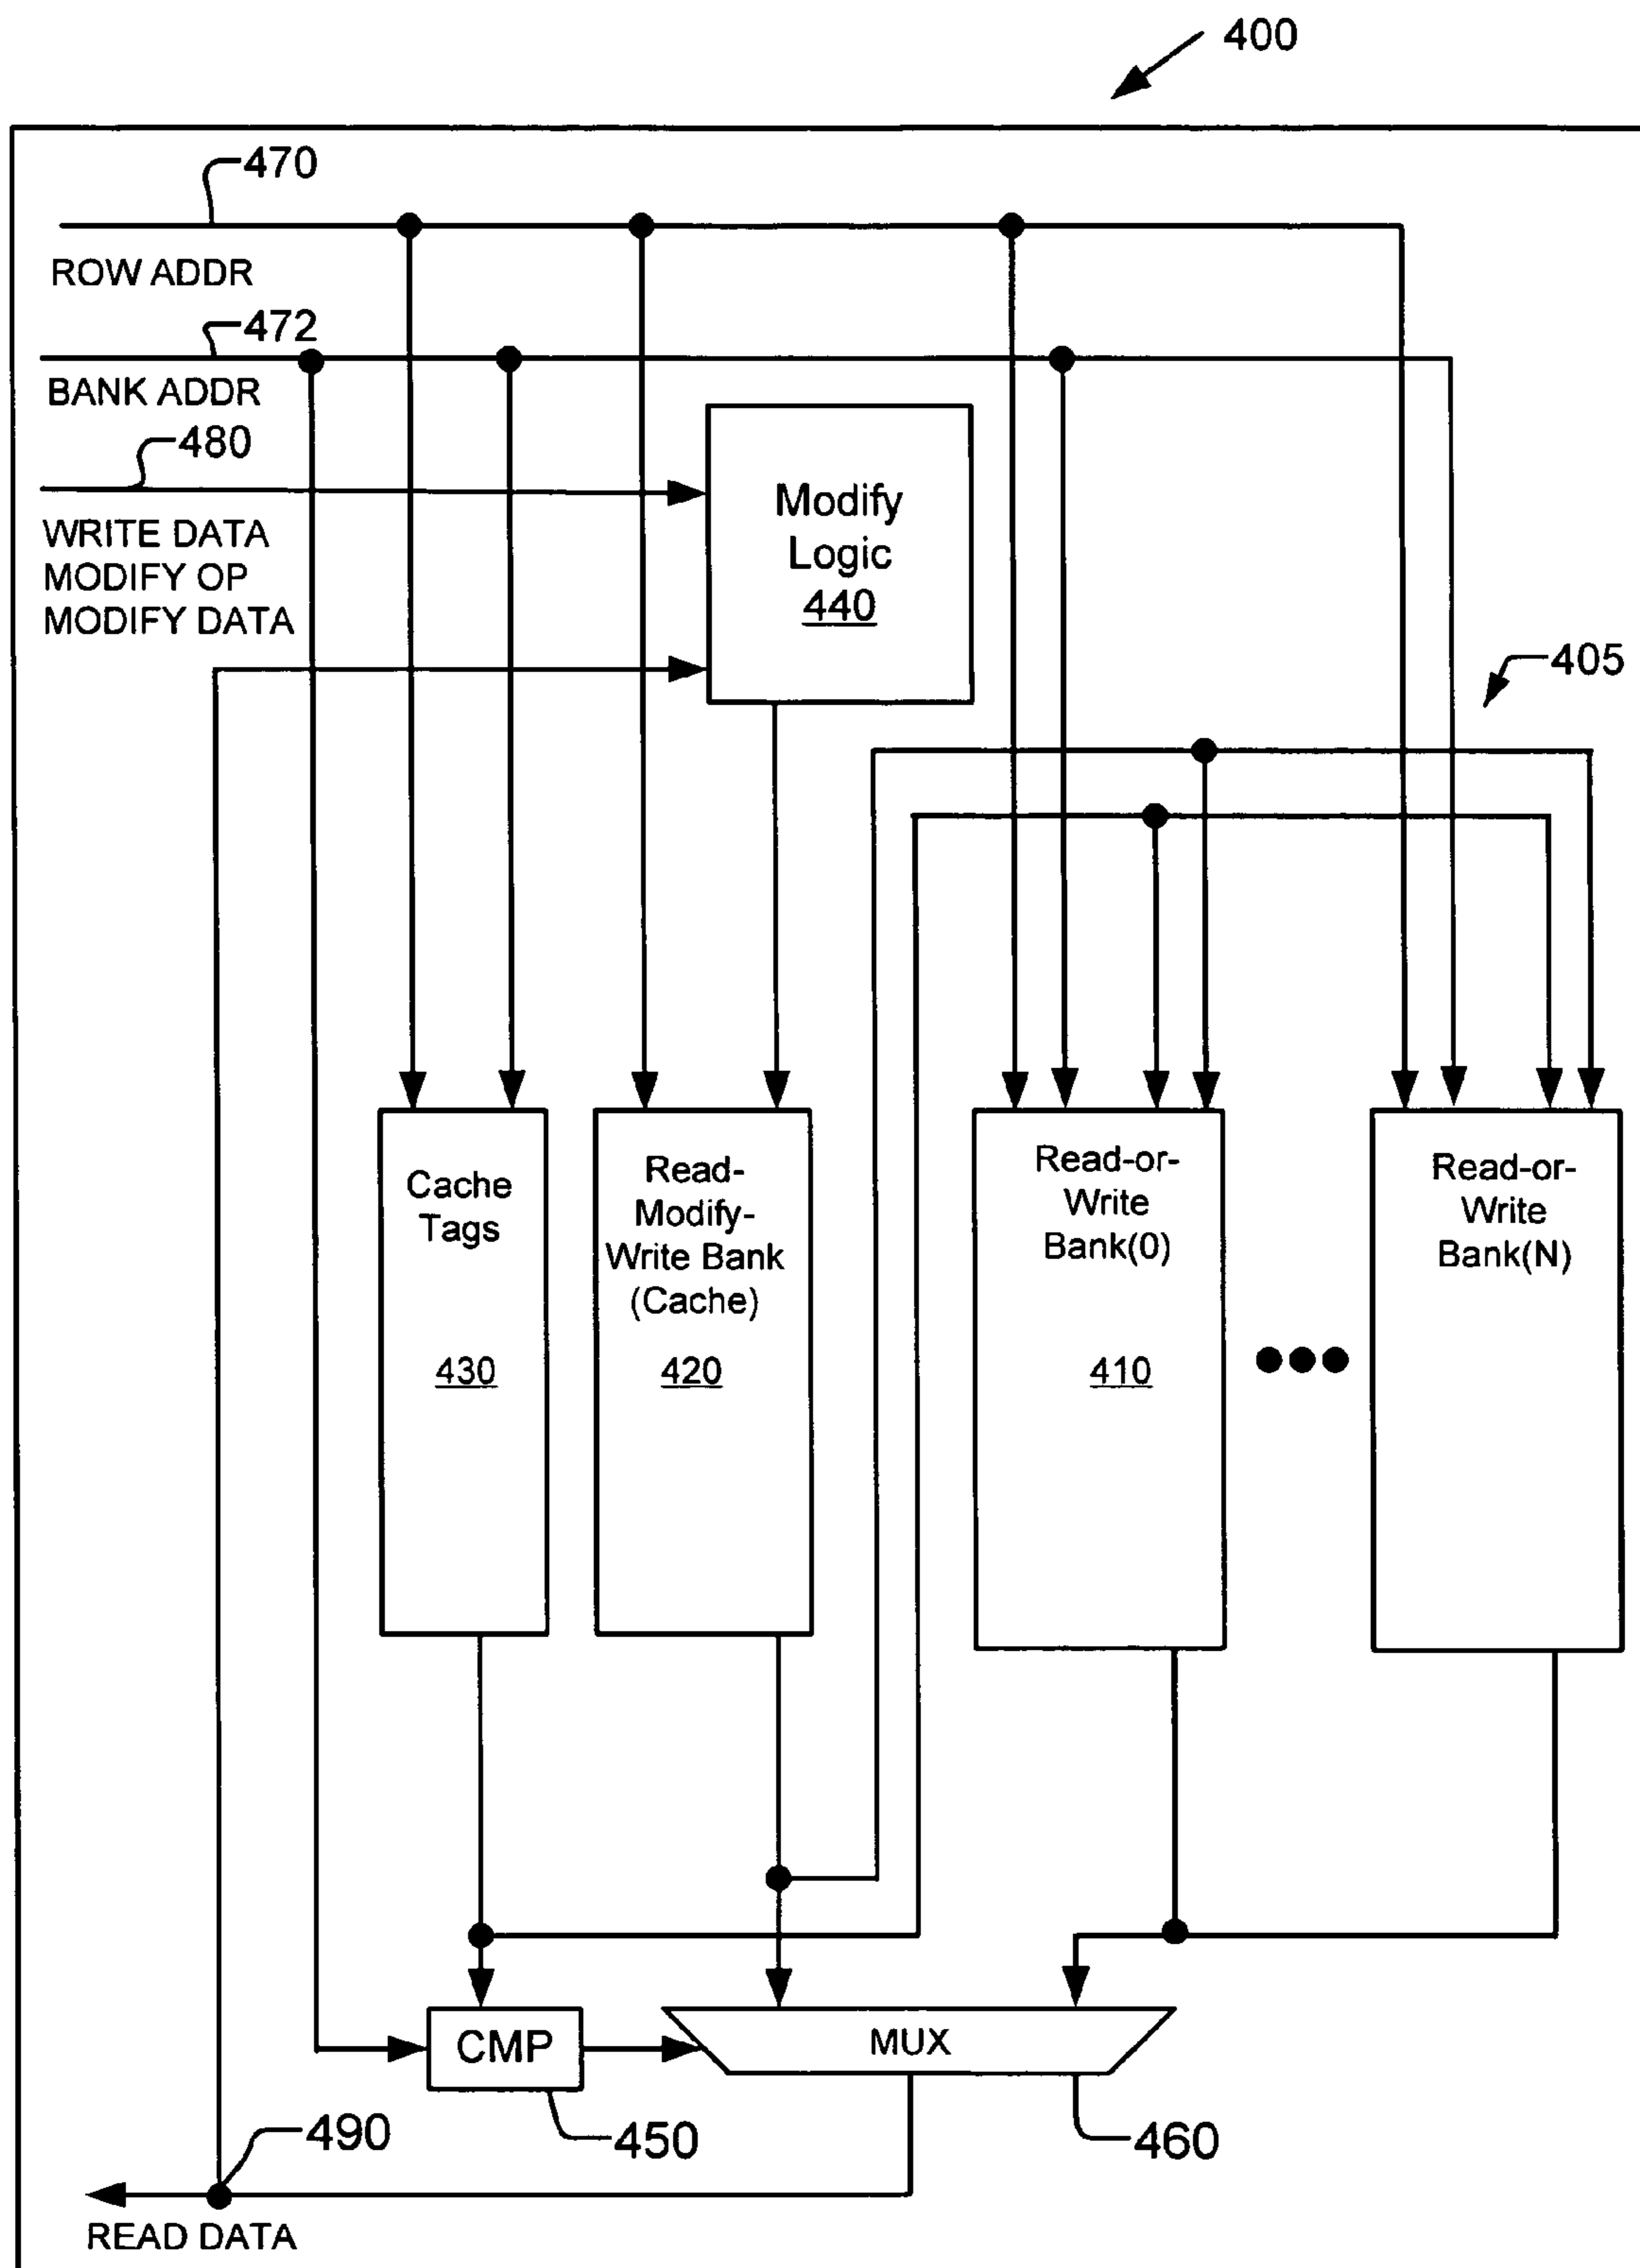 400
470
ROW ADDR
472
BANK ADDR
480
WRITE DATA
MODIFY OP
MODIFY DATA
Modify
Logic
440
405
Cache
Tags
430
Read-
Modify-
Write Bank
(Cache)
420
Read-or-
Write
Bank(0)
410
Read-or-
Write
Bank(N)
CMP
MUX
450
460
490
READ DATA